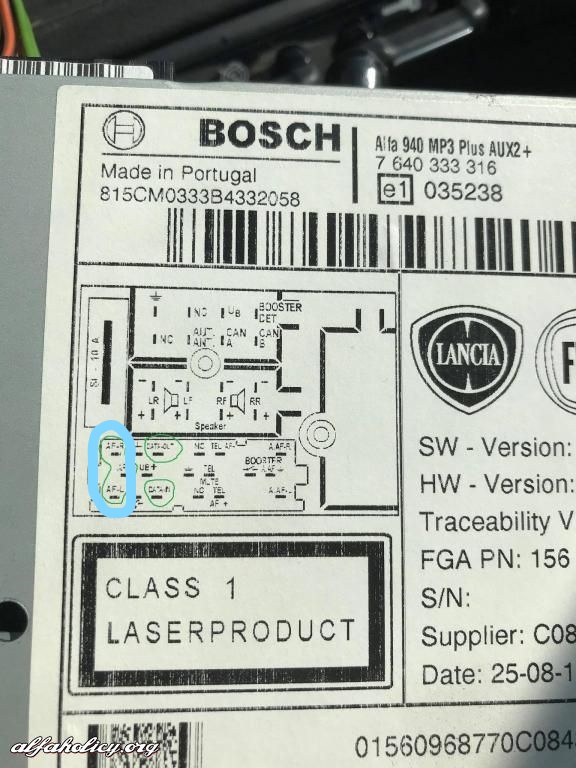 BOSCH
Alfa 940 MP3 Plus AUX2+
7 640 333 316
e1 035238
Made in Portugal
815CM0333B4332058
NC UB BOOSTER DET
NC AUT. ANT. CAN A CAN B
SI - 10 A
LR LF RF RR
Speaker
AF-R DATA-OUT NC TEL AF- A.AF-R
UB+ TEL MUTE BOOSTER A.AF
AF-L DATA-IN NC TEL AF + A.AF-L
LANCIA
F
SW - Version:
HW - Version:
Traceability V
FGA PN: 156
S/N:
Supplier: C08
Date: 25-08-1
CLASS 1
LASERPRODUCT
01560968770C084
alfaholicy.org